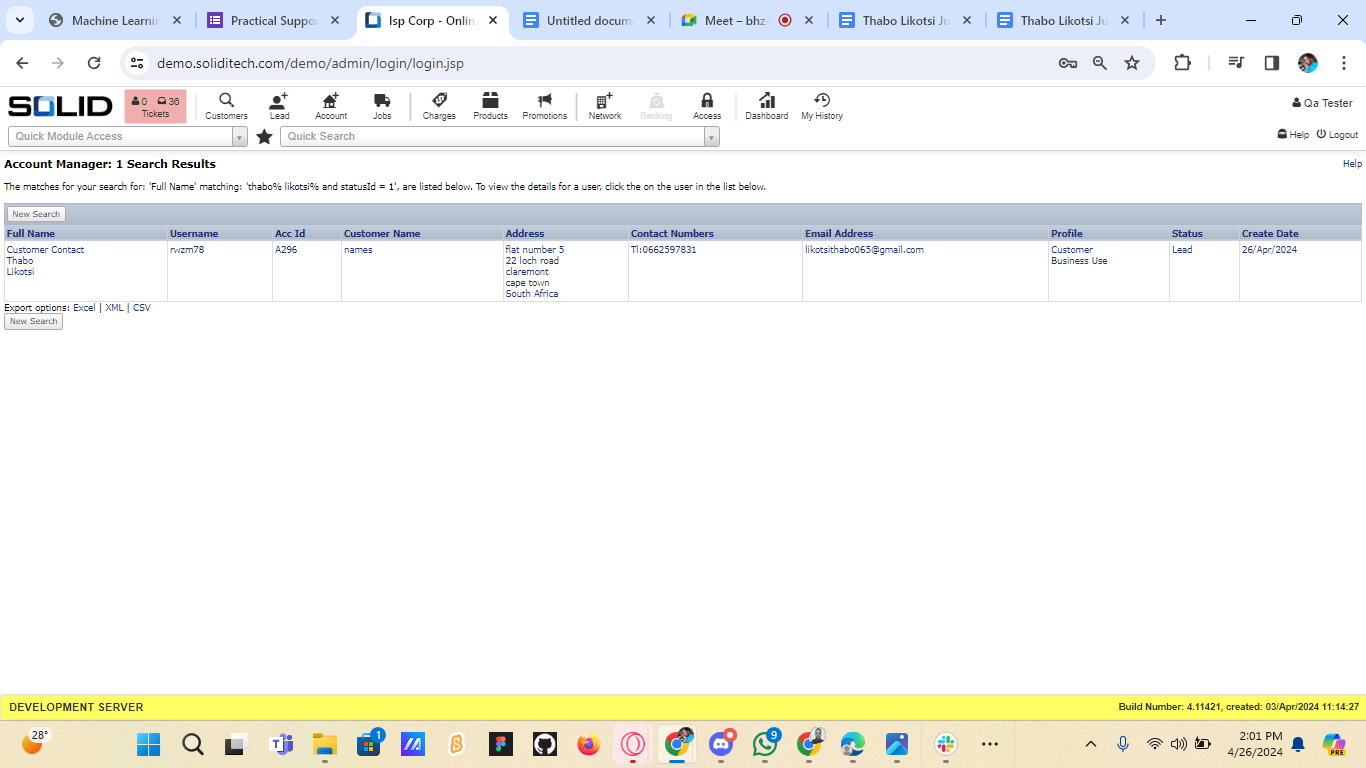 Machine Learnin
Practical Suppo
Isp Corp - Onlin
Untitled docum
Meet – bhz-
Thabo Likotsi Ju
Thabo Likotsi Ju
demo.soliditech.com/demo/admin/login/login.jsp
SOLID
0 36
Tickets
Customers
Lead
Account
Jobs
Charges
Products
Promotions
Network
Banking
Access
Dashboard
My History
Qa Tester
Quick Module Access
Quick Search
Help
Logout
Account Manager: 1 Search Results
Help
The matches for your search for: 'Full Name' matching: 'thabo% likotsi% and statusId = 1', are listed below. To view the details for a user, click the on the user in the list below.
New Search
Full Name Username Acc Id Customer Name Address Contact Numbers Email Address Profile Status Create Date
Customer Contact rwzm78 A296 names flat number 5 Tl:0662597831 likotsithabo065@gmail.com Customer Lead 26/Apr/2024
Thabo 22 loch road Business Use
Likotsi claremont
cape town
South Africa
Export options: Excel | XML | CSV
New Search
DEVELOPMENT SERVER
Build Number: 4.11421, created: 03/Apr/2024 11:14:27
28°
1
9
2:01 PM
4/26/2024
PRE